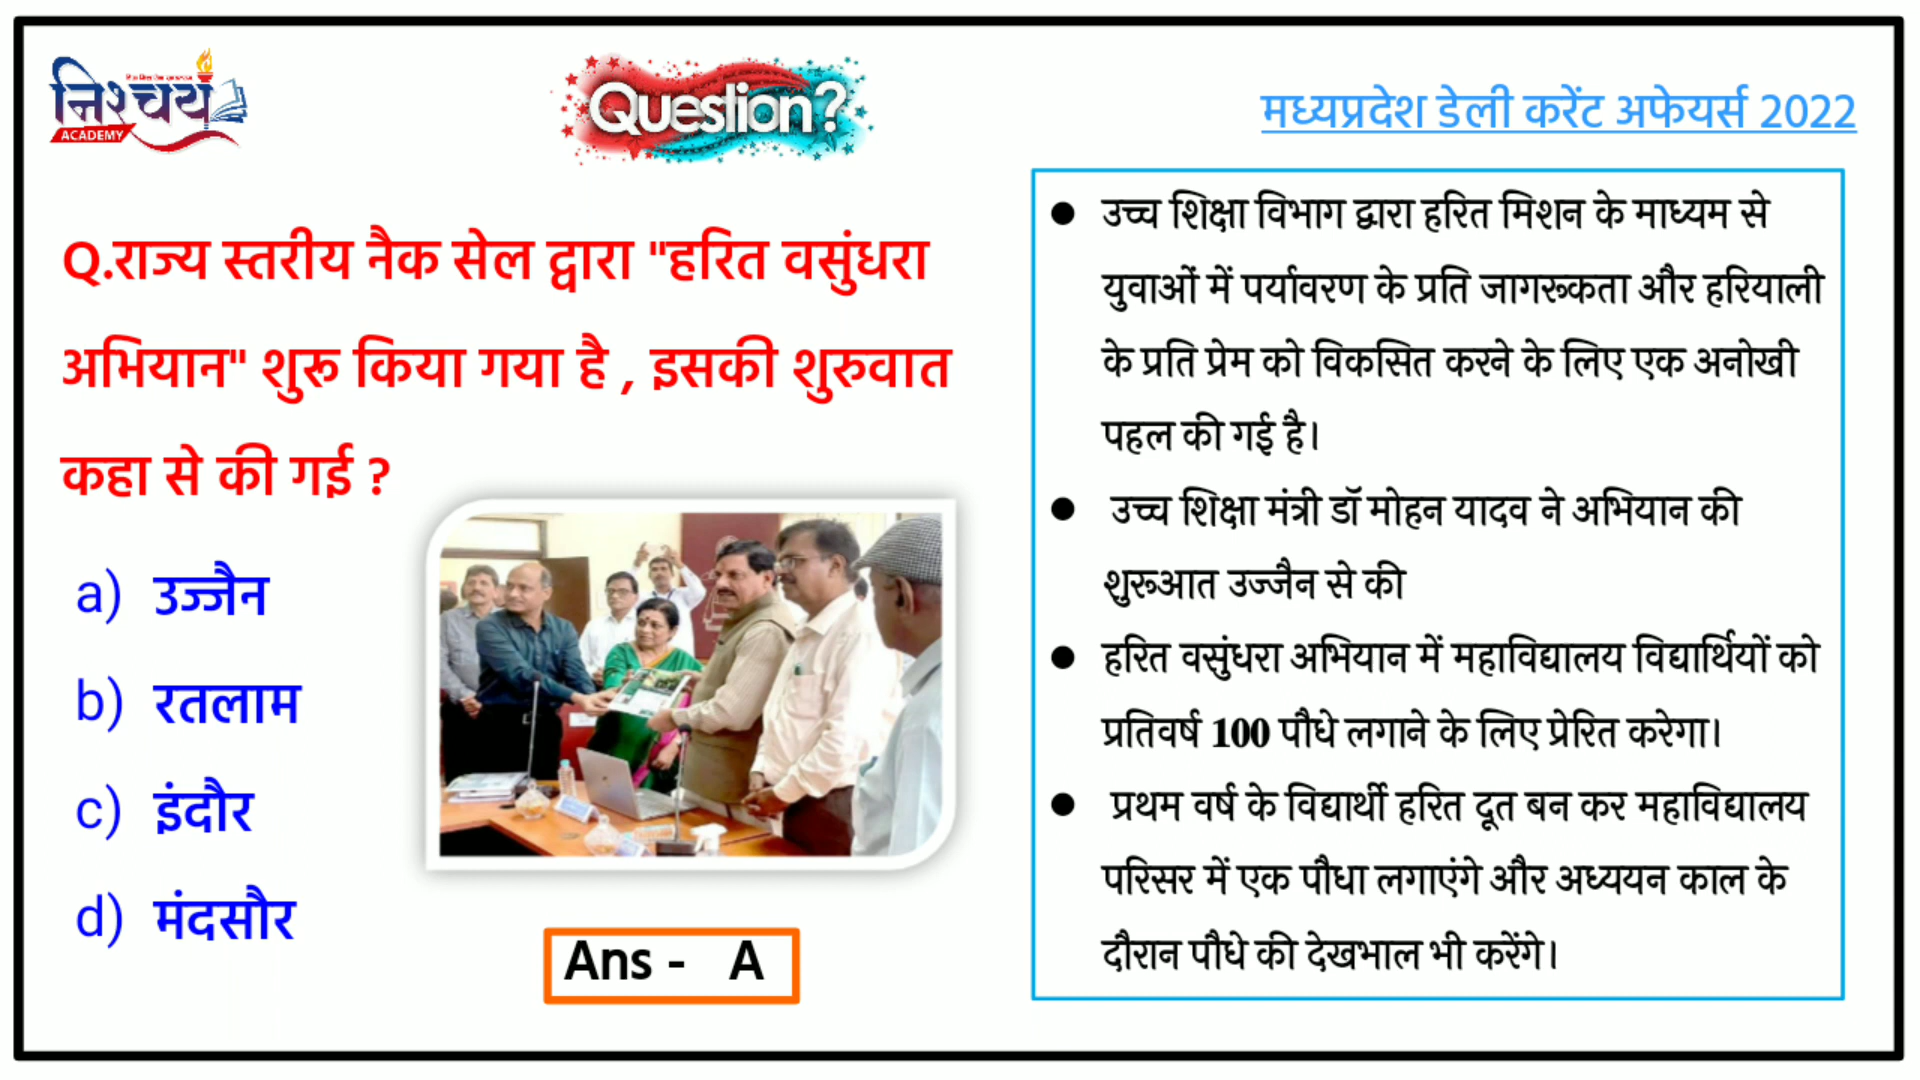 निश्चय
ACADEMY
Question?
मध्यप्रदेश डेली करेंट अफेयर्स 2022
Q.राज्य स्तरीय नैक सेल द्वारा "हरित वसुंधरा
अभियान" शुरू किया गया है , इसकी शुरुवात
कहा से की गई ?
a) उज्जैन
b) रतलाम
c) इंदौर
d) मंदसौर
Ans - A
● उच्च शिक्षा विभाग द्वारा हरित मिशन के माध्यम से
युवाओं में पर्यावरण के प्रति जागरूकता और हरियाली
के प्रति प्रेम को विकसित करने के लिए एक अनोखी
पहल की गई है।
● उच्च शिक्षा मंत्री डॉ मोहन यादव ने अभियान की
शुरूआत उज्जैन से की
● हरित वसुंधरा अभियान में महाविद्यालय विद्यार्थियों को
प्रतिवर्ष 100 पौधे लगाने के लिए प्रेरित करेगा।
● प्रथम वर्ष के विद्यार्थी हरित दूत बन कर महाविद्यालय
परिसर में एक पौधा लगाएंगे और अध्ययन काल के
दौरान पौधे की देखभाल भी करेंगे।